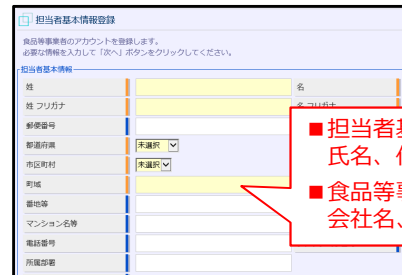 担当者基本情報登録
食品等事業者のアカウントを登録します。
必要な情報を入力して「次へ」ボタンをクリックしてください。
担当者基本情報
姓
名
姓 フリガナ
名 フリガナ
郵便番号
都道府県
未選択
市区町村
未選択
町域
番地等
マンション名等
電話番号
所属部署
■担当者
氏名、
■食品等
会社名、